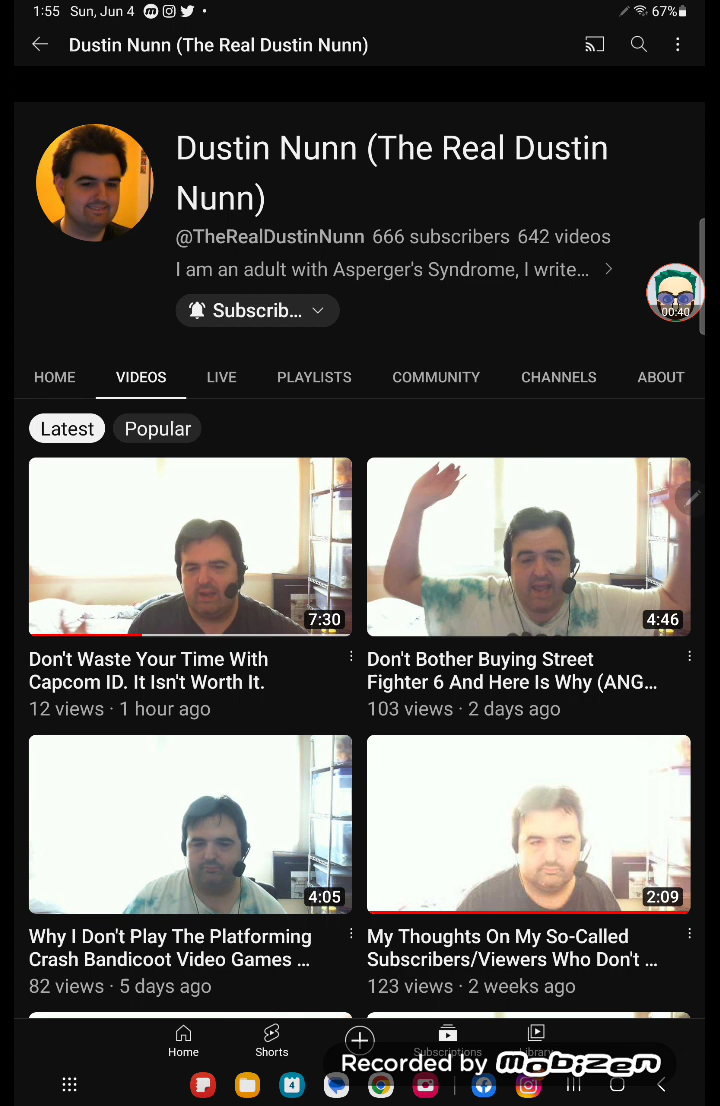 1:55 Sun, Jun 4
67%
Dustin Nunn (The Real Dustin Nunn)
Dustin Nunn (The Real Dustin
Nunn)
@TheRealDustinNunn 666 subscribers 642 videos
I am an adult with Asperger's Syndrome, I write...
Subscrib...
00:40
HOME VIDEOS LIVE PLAYLISTS COMMUNITY CHANNELS ABOUT
Latest Popular
7:30
4:46
Don't Waste Your Time With
Capcom ID. It Isn't Worth It.
12 views · 1 hour ago
Don't Bother Buying Street
Fighter 6 And Here Is Why (ANG...
103 views · 2 days ago
4:05
2:09
Why I Don't Play The Platforming
Crash Bandicoot Video Games ...
82 views · 5 days ago
My Thoughts On My So-Called
Subscribers/Viewers Who Don't ...
123 views · 2 weeks ago
Home Shorts Subscriptions Library
Recorded by mobizen
4